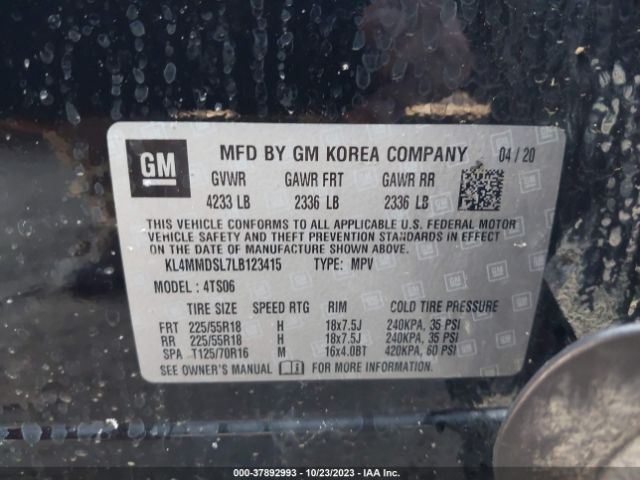 GM
MFD BY GM KOREA COMPANY 04 / 20
GVWR GAWR FRT GAWR RR
4233 LB 2336 LB 2336 LB
THIS VEHICLE CONFORMS TO ALL APPLICABLE U.S. FEDERAL MOTOR
VEHICLE SAFETY AND THEFT PREVENTION STANDARDS IN EFFECT
ON THE DATE OF MANUFACTURE SHOWN ABOVE.
KL4MMDSL7LB123415 TYPE: MPV
MODEL : 4TS06
TIRE SIZE SPEED RTG RIM COLD TIRE PRESSURE
FRT 225/55R18 H 18x7.5J 240KPA, 35 PSI
RR 225/55R18 H 18x7.5J 240KPA, 35 PSI
SPA T125/70R16 M 16x4.0BT 420KPA, 60 PSI
SEE OWNER'S MANUAL FOR MORE INFORMATION.
000-37892993 - 10/23/2023 - IAA Inc.